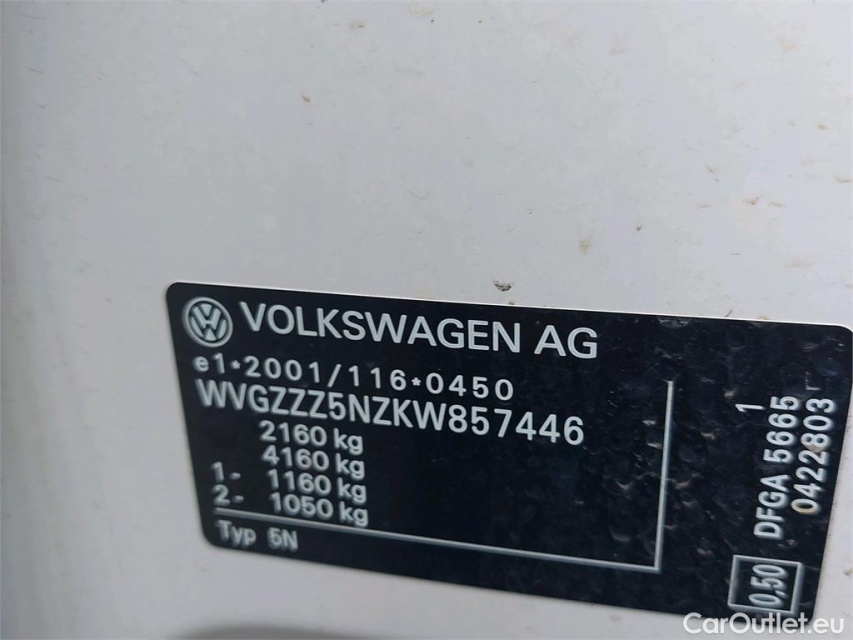 VOLKSWAGEN AG
e1*2001/116*0450
WVGZZZ5NZKW857446
2160 kg
4160 kg
1- 1160 kg
2- 1050 kg
Typ 5N
1
DFGA 5665
0422803
0,50
CarOutlet.eu